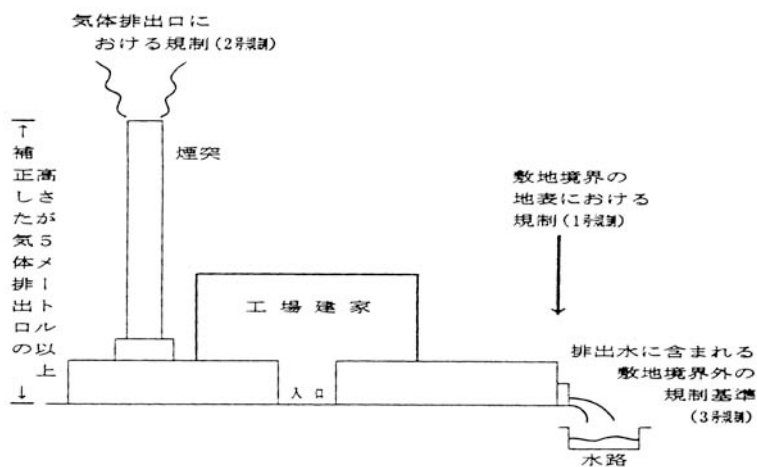 気体排出口に
おける規制(2号規制)
煙突
補正した気体排出口の
高さが5メートル以上
敷地境界の
地表における
規制(1号規制)
工場建家
入口
排出水に含まれる
敷地境界外の
規制基準
(3号規制)
水路